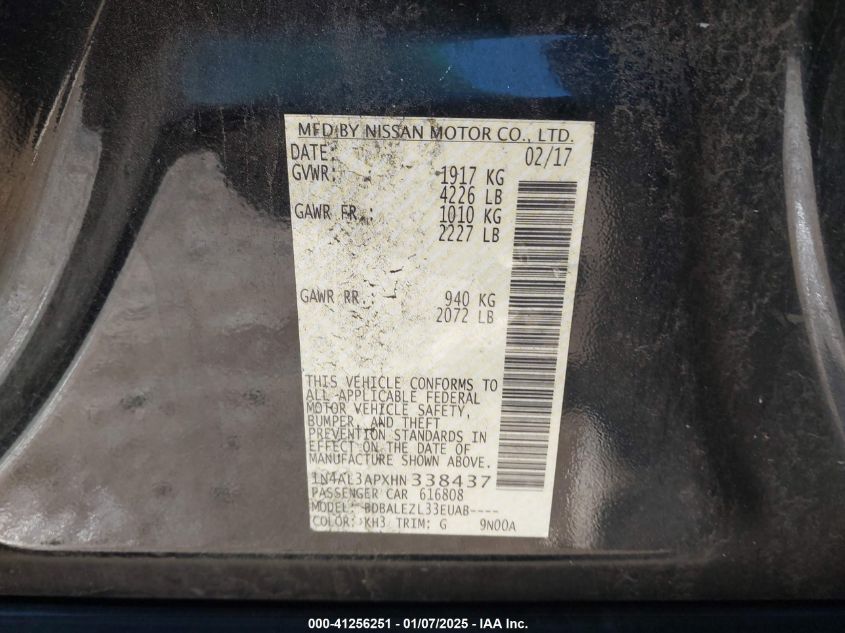 MFD BY NISSAN MOTOR CO., LTD.
DATE: 02/17
GVWR: 1917 KG
4226 LB
GAWR FR.: 1010 KG
2227 LB
GAWR RR.: 940 KG
2072 LB
THIS VEHICLE CONFORMS TO
ALL APPLICABLE FEDERAL
MOTOR VEHICLE SAFETY,
BUMPER, AND THEFT
PREVENTION STANDARDS IN
EFFECT ON THE DATE OF
MANUFACTURE SHOWN ABOVE.
1N4AL3APXHN338437
PASSENGER CAR 616808
MODEL: BDBALEZL33EUAB----
COLOR: KH3 TRIM: G 9N00A
000-41256251 - 01/07/2025 - IAA Inc.